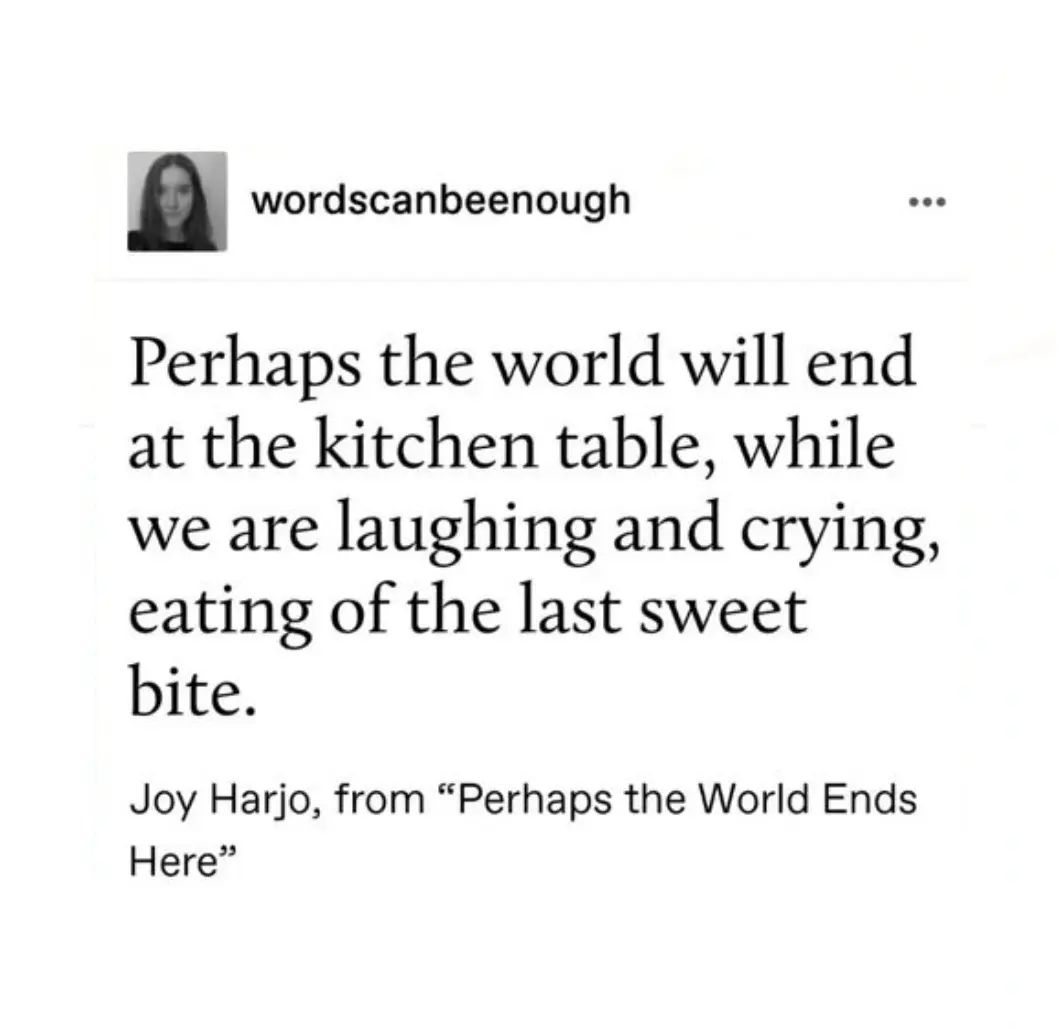 wordscanbeenough
Perhaps the world will end
at the kitchen table, while
we are laughing and crying,
eating of the last sweet
bite.
Joy Harjo, from “Perhaps the World Ends
Here”